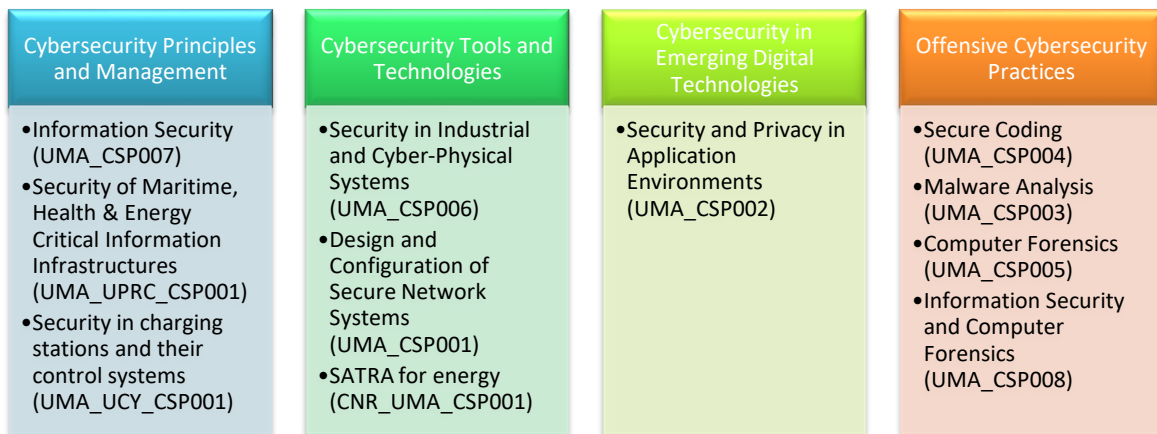 Cybersecurity Principles
and Management
•Information Security
(UMA_CSP007)
•Security of Maritime,
Health & Energy
Critical Information
Infrastructures
(UMA_UPRC_CSP001)
•Security in charging
stations and their
control systems
(UMA_UCY_CSP001)
Cybersecurity Tools and
Technologies
•Security in Industrial
and Cyber-Physical
Systems
(UMA_CSP006)
•Design and
Configuration of
Secure Network
Systems
(UMA_CSP001)
•SATRA for energy
(CNR_UMA_CSP001)
Cybersecurity in
Emerging Digital
Technologies
•Security and Privacy in
Application
Environments
(UMA_CSP002)
Offensive Cybersecurity
Practices
•Secure Coding
(UMA_CSP004)
•Malware Analysis
(UMA_CSP003)
•Computer Forensics
(UMA_CSP005)
•Information Security
and Computer
Forensics
(UMA_CSP008)